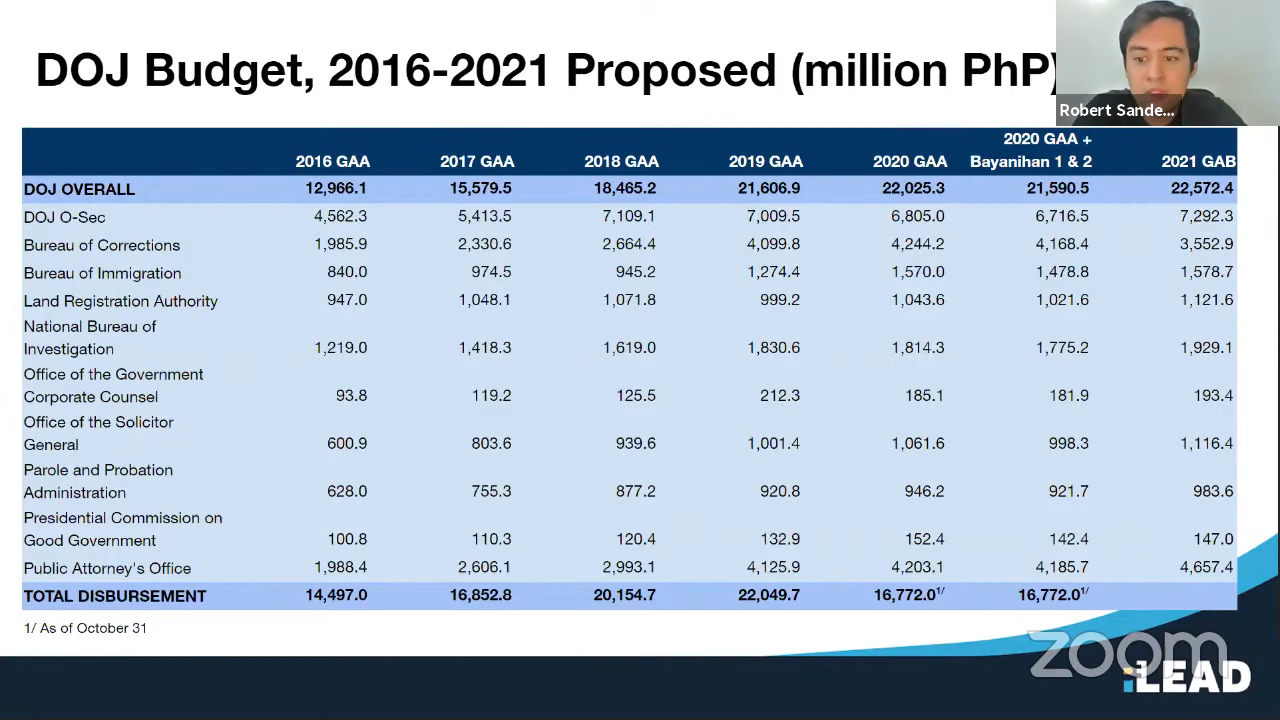 DOJ Budget, 2016-2021 Proposed (million PhP)
Robert Sande...
2016 GAA 2017 GAA 2018 GAA 2019 GAA 2020 GAA 2020 GAA + Bayanihan 1 & 2 2021 GAB
DOJ OVERALL 12,966.1 15,579.5 18,465.2 21,606.9 22,025.3 21,590.5 22,572.4
DOJ O-Sec 4,562.3 5,413.5 7,109.1 7,009.5 6,805.0 6,716.5 7,292.3
Bureau of Corrections 1,985.9 2,330.6 2,664.4 4,099.8 4,244.2 4,168.4 3,552.9
Bureau of Immigration 840.0 974.5 945.2 1,274.4 1,570.0 1,478.8 1,578.7
Land Registration Authority 947.0 1,048.1 1,071.8 999.2 1,043.6 1,021.6 1,121.6
National Bureau of
Investigation 1,219.0 1,418.3 1,619.0 1,830.6 1,814.3 1,775.2 1,929.1
Office of the Government
Corporate Counsel 93.8 119.2 125.5 212.3 185.1 181.9 193.4
Office of the Solicitor
General 600.9 803.6 939.6 1,001.4 1,061.6 998.3 1,116.4
Parole and Probation
Administration 628.0 755.3 877.2 920.8 946.2 921.7 983.6
Presidential Commission on
Good Government 100.8 110.3 120.4 132.9 152.4 142.4 147.0
Public Attorney's Office 1,988.4 2,606.1 2,993.1 4,125.9 4,203.1 4,185.7 4,657.4
TOTAL DISBURSEMENT 14,497.0 16,852.8 20,154.7 22,049.7 16,772.0 1/ 16,772.0 1/
1/ As of October 31
zoom
iLEAD